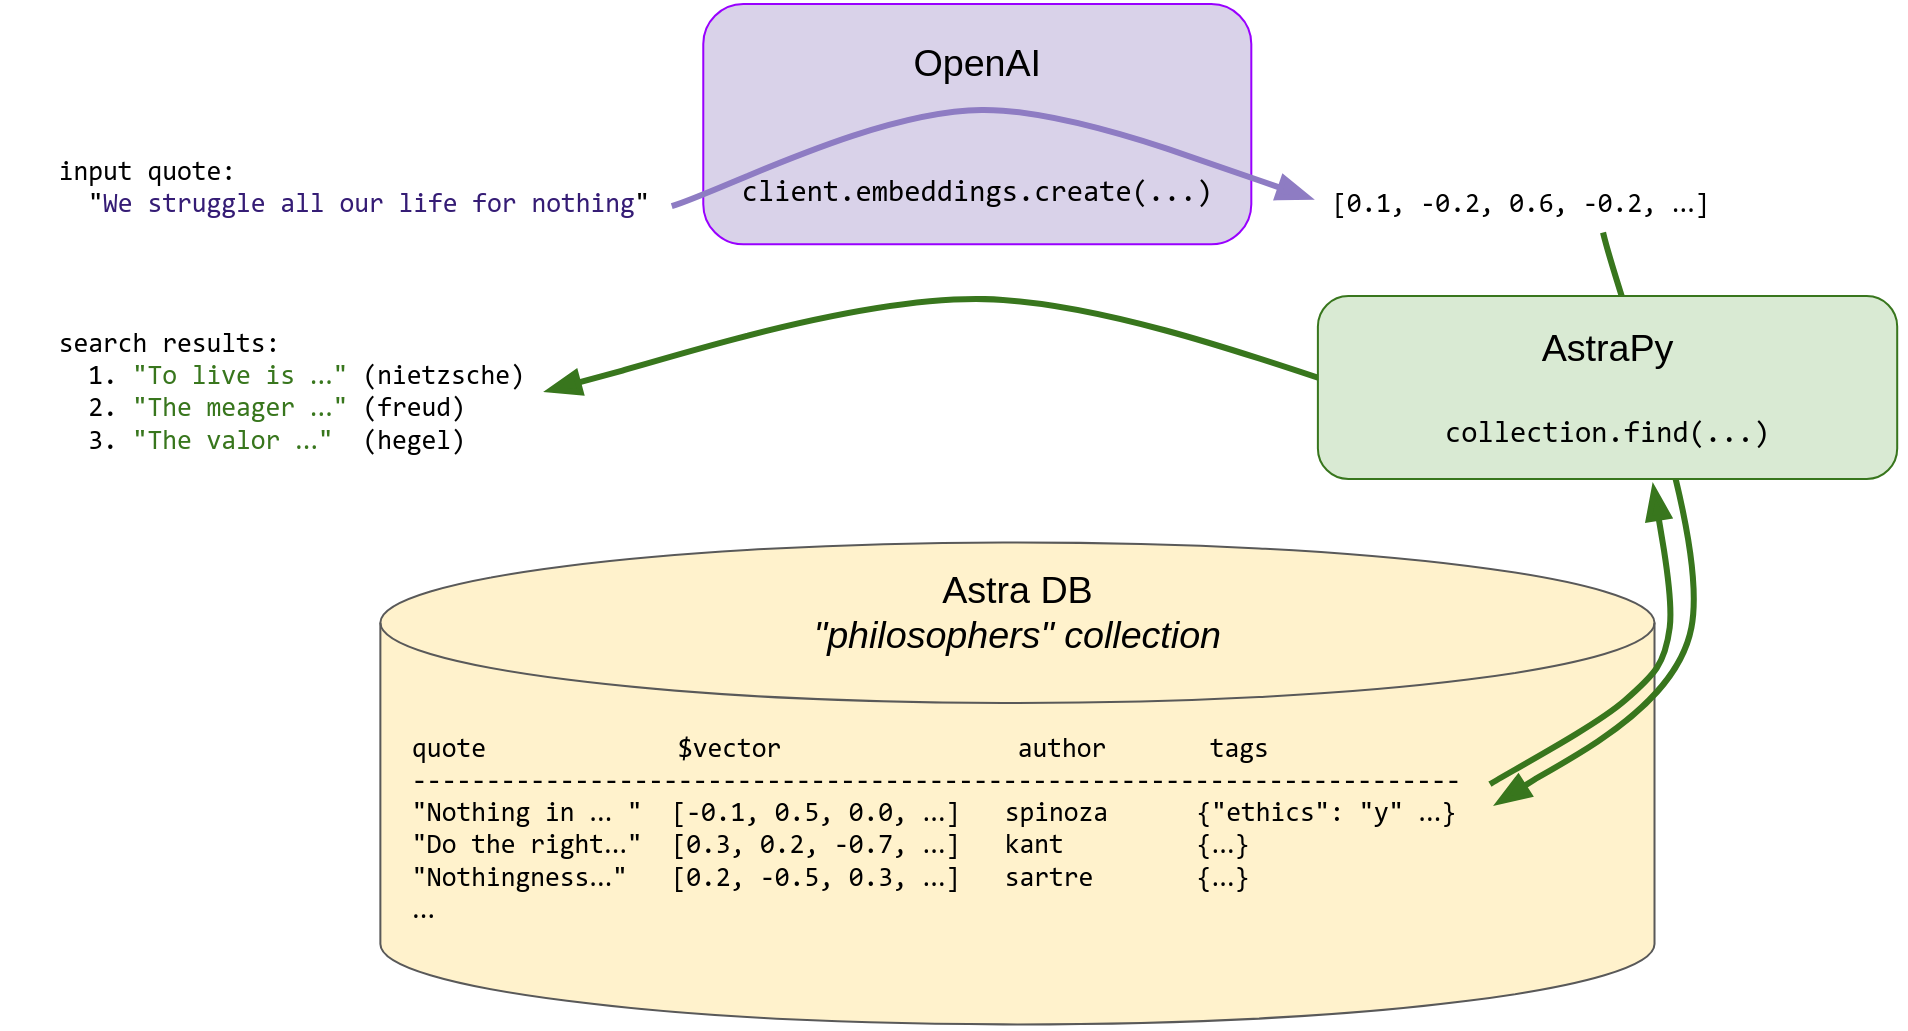 OpenAI
client.embeddings.create(...)
input quote:
"We struggle all our life for nothing"
[0.1, -0.2, 0.6, -0.2, …]
AstraPy
collection.find(...)
search results:
1. "To live is …" (nietzsche)
2. "The meager …" (freud)
3. "The valor …" (hegel)
Astra DB
"philosophers" collection
quote $vector author tags
-----------------------------------------------------------------------
"Nothing in … " [-0.1, 0.5, 0.0, …] spinoza {"ethics": "y" …}
"Do the right…" [0.3, 0.2, -0.7, …] kant {…}
"Nothingness…" [0.2, -0.5, 0.3, …] sartre {…}
…